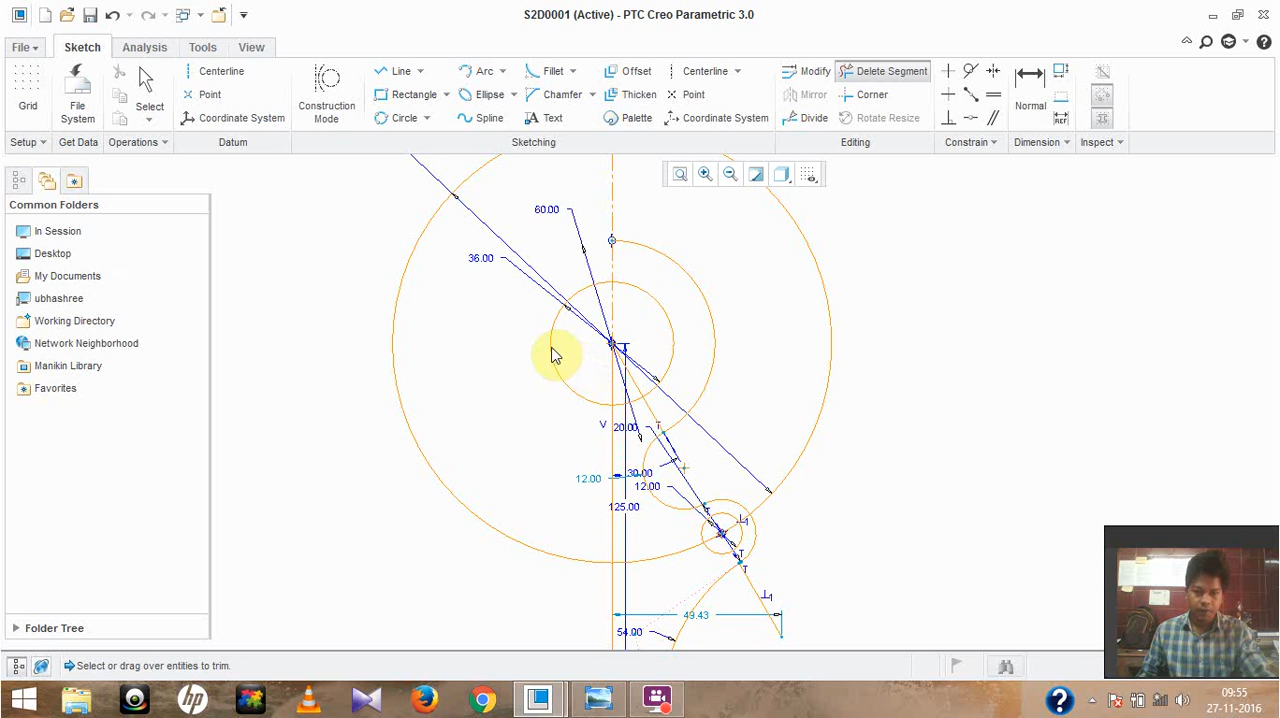 S2D0001 (Active) - PTC Creo Parametric 3.0
File
Sketch
Analysis
Tools
View
Grid
File System
Select
Centerline
Point
Coordinate System
Construction Mode
Line
Rectangle
Circle
Arc
Ellipse
Spline
Fillet
Chamfer
Text
Offset
Thicken
Palette
Centerline
Point
Coordinate System
Modify
Mirror
Divide
Delete Segment
Corner
Rotate Resize
Normal
REF
Setup
Get Data
Operations
Datum
Sketching
Editing
Constrain
Dimension
Inspect
Common Folders
In Session
Desktop
My Documents
ubhashree
Working Directory
Network Neighborhood
Manikin Library
Favorites
Folder Tree
60.00
36.00
V
20.00
T
30.00
12.00
12.00
125.00
T
T
T
49.43
54.00
Select or drag over entities to trim.
hp
09:55
27-11-2016